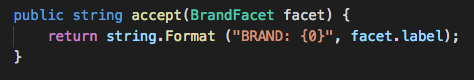 public string accept(BrandFacet facet) {
    return string.Format ("BRAND: {0}", facet.label);
}